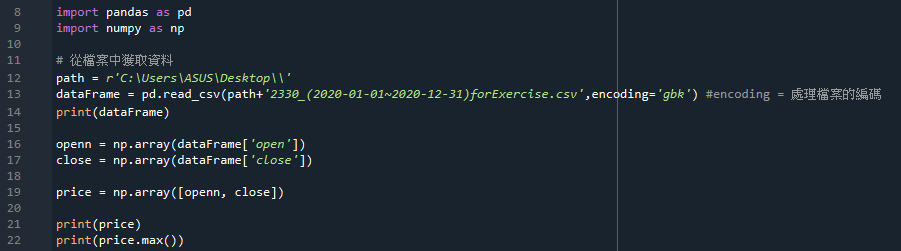 8 import pandas as pd
9 import numpy as np
10
11 # 從檔案中獲取資料
12 path = r'C:\Users\ASUS\Desktop\\'
13 dataFrame = pd.read_csv(path+'2330_(2020-01-01~2020-12-31)forExercise.csv',encoding='gbk') #encoding = 處理檔案的編碼
14 print(dataFrame)
15
16 openn = np.array(dataFrame['open'])
17 close = np.array(dataFrame['close'])
18
19 price = np.array([openn, close])
20
21 print(price)
22 print(price.max())